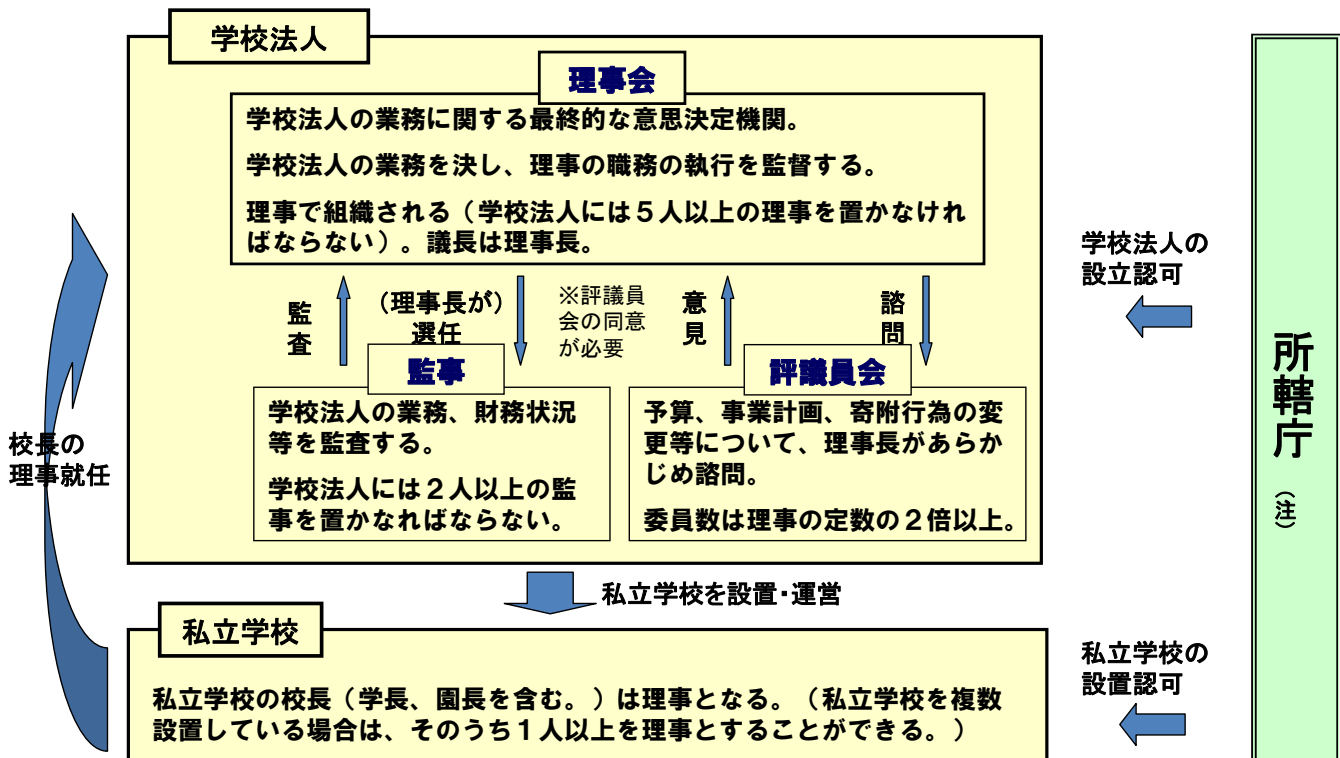 学校法人
理事会
学校法人の業務に関する最終的な意思決定機関。
学校法人の業務を決し、理事の職務の執行を監督する。
理事で組織される（学校法人には５人以上の理事を置かなけれ
ばならない）。議長は理事長。
監査
(理事長が)
選任
※評議員
会の同意
が必要
意見
諮問
監事
学校法人の業務、財務状況
等を監査する。
学校法人には２人以上の監
事を置かなればならない。
評議員会
予算、事業計画、寄附行為の変
更等について、理事長があらか
じめ諮問。
委員数は理事の定数の２倍以上。
校長の
理事就任
私立学校を設置・運営
私立学校
私立学校の校長（学長、園長を含む。）は理事となる。（私立学校を複数
設置している場合は、そのうち１人以上を理事とすることができる。）
学校法人の
設立認可
私立学校の
設置認可
所轄庁（注）